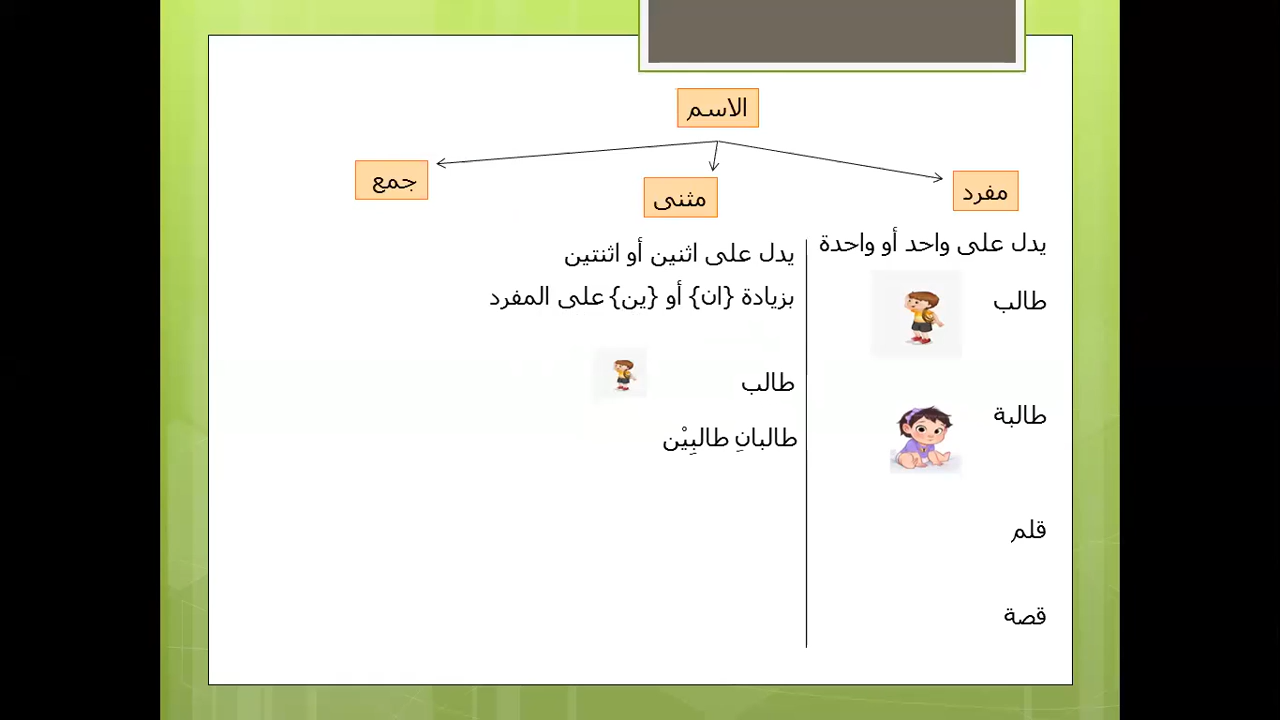 الاسم
مفرد
مثنى
جمع
يدل على واحد أو واحدة
طالب
طالبة
قلم
قصة
يدل على اثنين أو اثنتين
بزيادة {ان} أو {ين} على المفرد
طالب
طالبانِ طالبِيْن